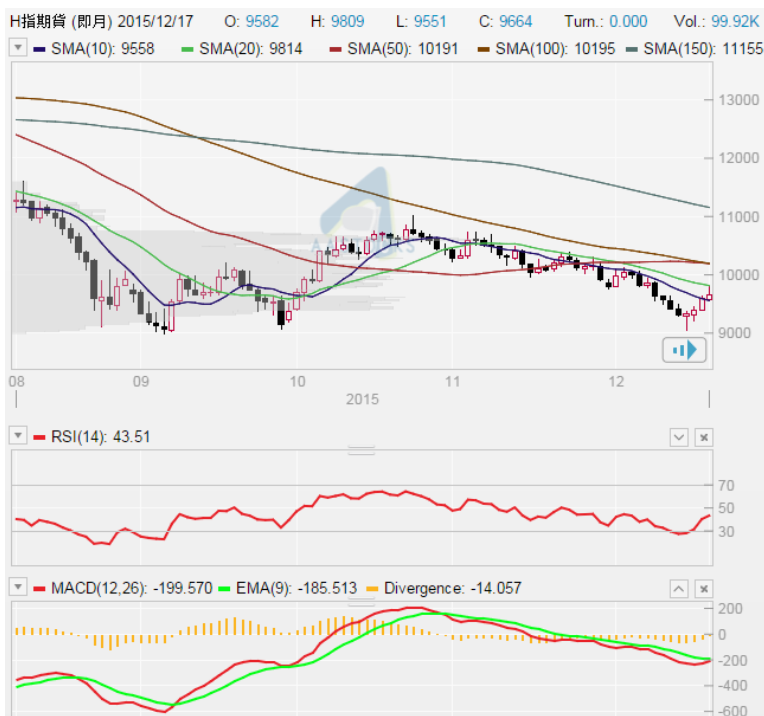 H指期貨 (即月) 2015/12/17 O: 9582 H: 9809 L: 9551 C: 9664 Turn.: 0.000 Vol.: 99.92K
SMA(10): 9558 SMA(20): 9814 SMA(50): 10191 SMA(100): 10195 SMA(150): 11155
13000
12000
11000
10000
9000
08 09 10 11 12
2015
RSI(14): 43.51
70
50
30
MACD(12,26): -199.570 EMA(9): -185.513 Divergence: -14.057
200
0
-200
-400
-600